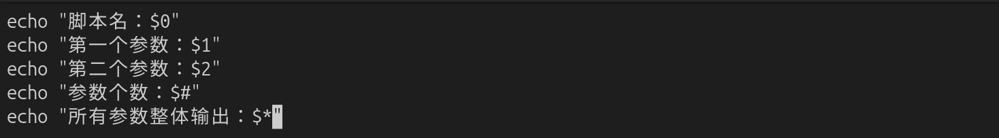 echo "脚本名：$0"
echo "第一个参数：$1"
echo "第二个参数：$2"
echo "参数个数：$#"
echo "所有参数整体输出：$*"